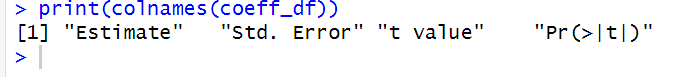 > print(colnames(coeff_df))
[1] "Estimate"   "Std. Error" "t value"    "Pr(>|t|)"
>